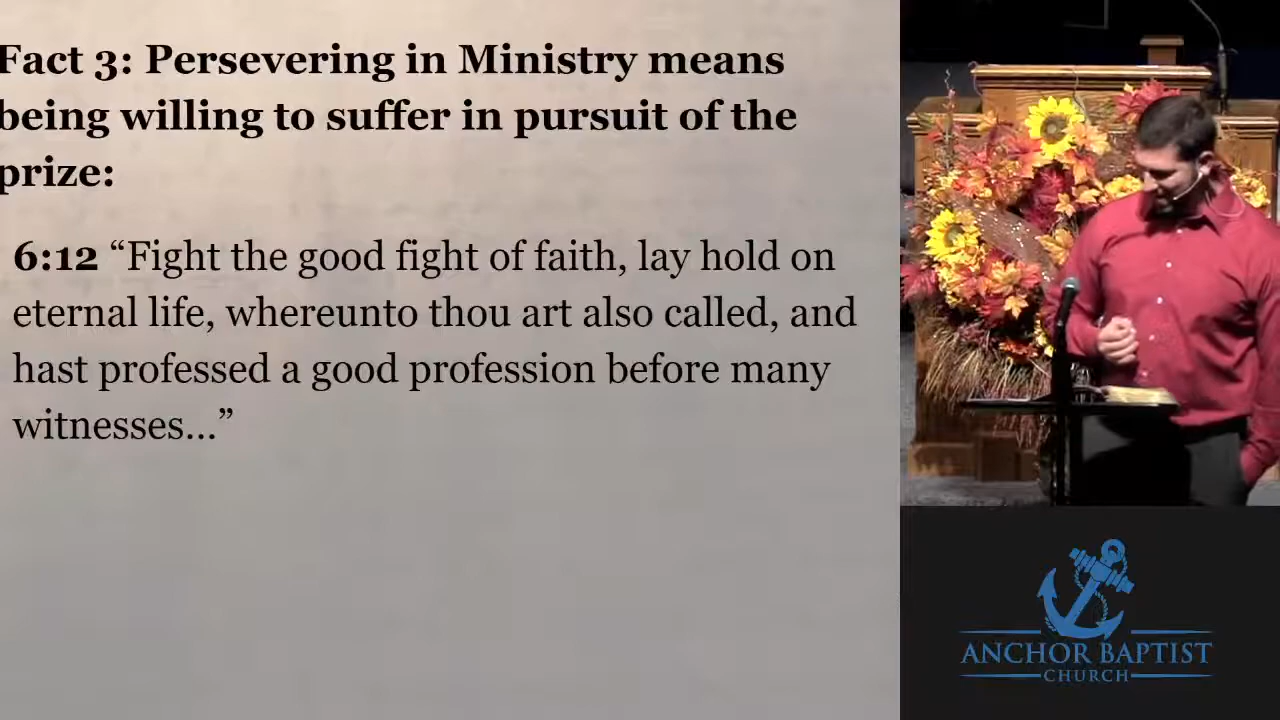 Fact 3: Persevering in Ministry means
being willing to suffer in pursuit of the
prize:
6:12 “Fight the good fight of faith, lay hold on
eternal life, whereunto thou art also called, and
hast professed a good profession before many
witnesses…”
ANCHOR BAPTIST
CHURCH